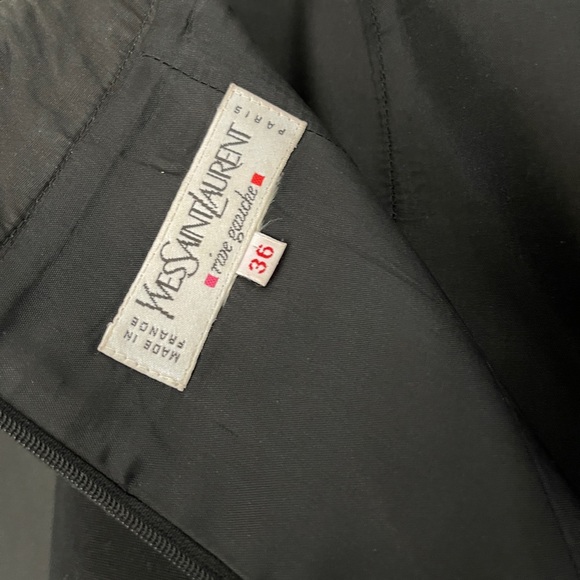 YVESSAINTLAURENT
rive gauche
PARIS
MADE IN
FRANCE
36